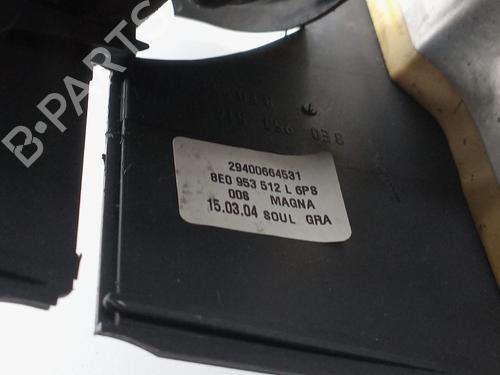 B-PARTS
29400664531
8E0 953 512 L 6PS
008 MAGNA
15.03.04 SOUL GRA